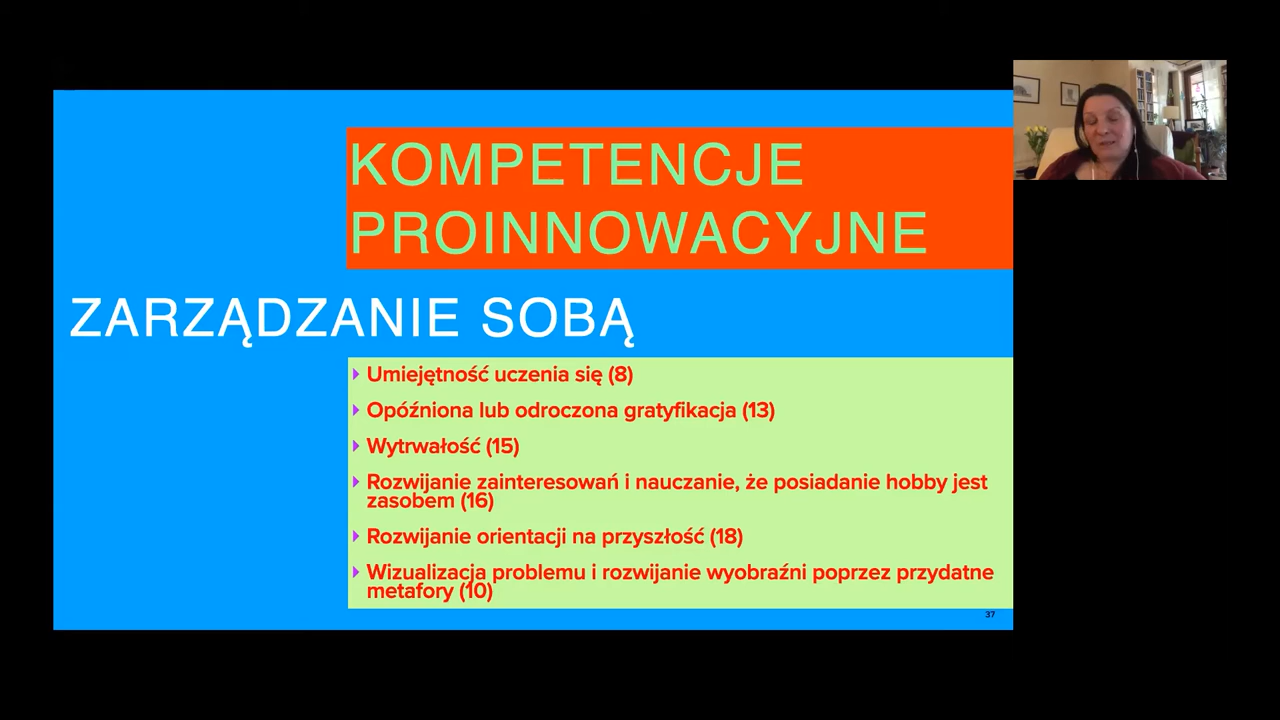 KOMPETENCJE
PROINNOWACYJNE
ZARZĄDZANIE SOBĄ
Umiejętność uczenia się (8)
Opóźniona lub odroczona gratyfikacja (13)
Wytrwałość (15)
Rozwijanie zainteresowań i nauczanie, że posiadanie hobby jest
zasobem (16)
Rozwijanie orientacji na przyszłość (18)
Wizualizacja problemu i rozwijanie wyobraźni poprzez przydatne
metafory (10)
37